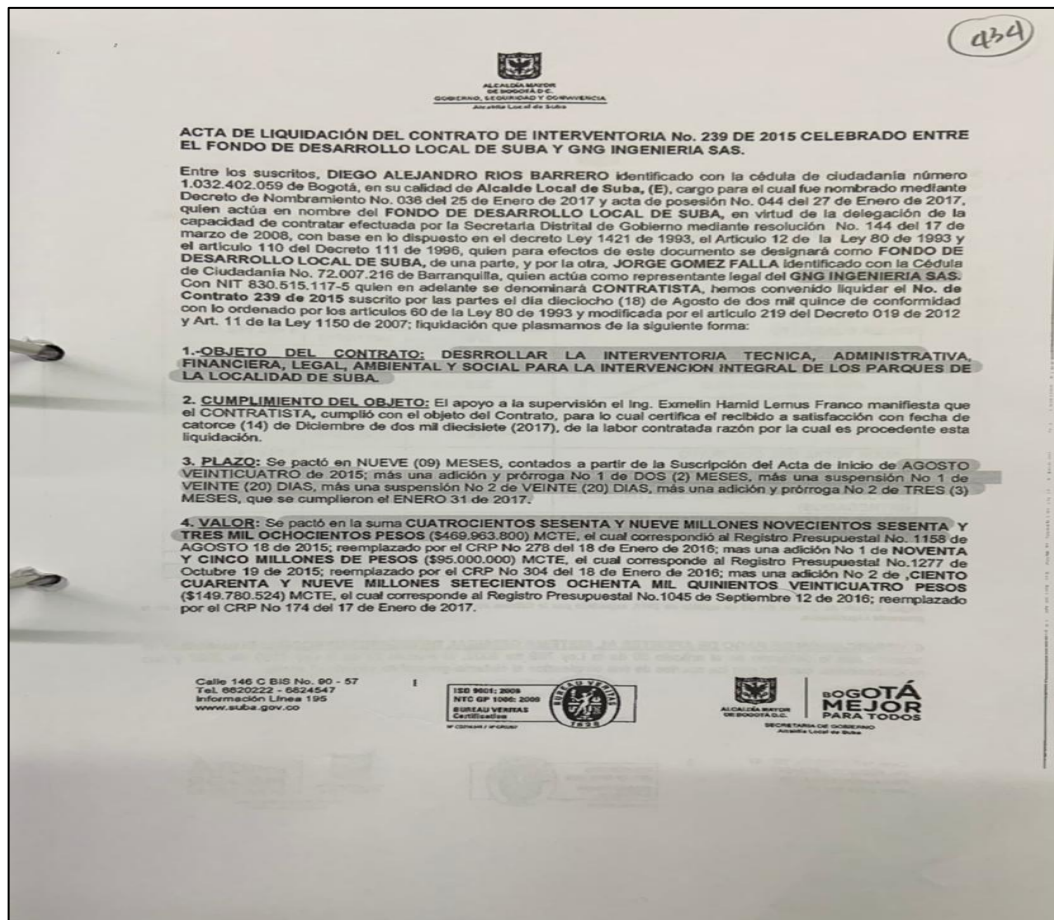 434
ALCALDÍA MAYOR
DE BOGOTÁ D.C.
GOBIERNO, SEGURIDAD Y CONVIVENCIA
Alcaldía Local de Suba
ACTA DE LIQUIDACIÓN DEL CONTRATO DE INTERVENTORIA No. 239 DE 2015 CELEBRADO ENTRE
EL FONDO DE DESARROLLO LOCAL DE SUBA Y GNG INGENIERIA SAS.
Entre los suscritos, DIEGO ALEJANDRO RIOS BARRERO identificado con la cédula de ciudadanía número
1.032.402.059 de Bogotá, en su calidad de Alcalde Local de Suba, (E), cargo para el cual fue nombrado mediante
Decreto de Nombramiento No. 036 del 25 de Enero de 2017 y acta de posesión No. 044 del 27 de Enero de 2017,
quien actúa en nombre del FONDO DE DESARROLLO LOCAL DE SUBA, en virtud de la delegación de la
capacidad de contratar efectuada por la Secretaria Distrital de Gobierno mediante resolución No. 144 del 17 de
marzo de 2008, con base en lo dispuesto en el decreto Ley 1421 de 1993, el Artículo 12 de la Ley 80 de 1993 y
el articulo 110 del Decreto 111 de 1996, quien para efectos de este documento se designará como FONDO DE
DESARROLLO LOCAL DE SUBA, de una parte, y por la otra, JORGE GOMEZ FALLA identificado con la Cédula
de Ciudadanía No. 72.007.216 de Barranquilla, quien actúa como representante legal del GNG INGENIERIA SAS.
Con NIT 830.515.117-5 quien en adelante se denominará CONTRATISTA, hemos convenido liquidar el No. de
Contrato 239 de 2015 suscrito por las partes el día dieciocho (18) de Agosto de dos mil quince de conformidad
con lo ordenado por los articulos 60 de la Ley 80 de 1993 y modificada por el artículo 219 del Decreto 019 de 2012
y Art. 11 de la Ley 1150 de 2007; liquidación que plasmamos de la siguiente forma:
1.-OBJETO DEL CONTRATO: DESRROLLAR LA INTERVENTORIA TECNICA, ADMINISTRATIVA,
FINANCIERA, LEGAL, AMBIENTAL Y SOCIAL PARA LA INTERVENCION INTEGRAL DE LOS PARQUES DE
LA LOCALIDAD DE SUBA.
2. CUMPLIMIENTO DEL OBJETO: El apoyo a la supervisión el Ing. Exmelin Hamid Lemus Franco manifiesta que
el CONTRATISTA, cumplió con el objeto del Contrato, para lo cual certifica el recibido a satisfacción con fecha de
catorce (14) de Diciembre de dos mil diecisiete (2017), de la labor contratada razón por la cual es procedente esta
liquidación.
3. PLAZO: Se pactó en NUEVE (09) MESES, contados a partir de la Suscripción del Acta de Inicio de AGOSTO
VEINTICUATRO de 2015; más una adición y prórroga No 1 de DOS (2) MESES, más una suspensión No 1 de
VEINTE (20) DIAS, más una suspensión No 2 de VEINTE (20) DIAS, más una adición y prórroga No 2 de TRES (3)
MESES, que se cumplieron el ENERO 31 de 2017.
4. VALOR: Se pactó en la suma CUATROCIENTOS SESENTA Y NUEVE MILLONES NOVECIENTOS SESENTA Y
TRES MIL OCHOCIENTOS PESOS ($469.963.800) MCTE, el cual correspondió al Registro Presupuestal No. 1158 de
AGOSTO 18 de 2015; reemplazado por el CRP No 278 del 18 de Enero de 2016; mas una adición No 1 de NOVENTA
Y CINCO MILLONES DE PESOS ($95.000.000) MCTE, el cual corresponde al Registro Presupuestal No.1277 de
Octubre 19 de 2015; reemplazado por el CRP No 304 del 18 de Enero de 2016; mas una adición No 2 de ,CIENTO
CUARENTA Y NUEVE MILLONES SETECIENTOS OCHENTA MIL QUINIENTOS VEINTICUATRO PESOS
($149.780.524) MCTE, el cual corresponde al Registro Presupuestal No.1045 de Septiembre 12 de 2016; reemplazado
por el CRP No 174 del 17 de Enero de 2017.
Calle 146 C BIS No. 90 - 57
Tel. 6620222 - 6824547
Información Línea 195
www.suba.gov.co
1
ISO 9001: 2008
NTC GP 1000: 2009
BUREAU VERITAS
Certification
BUREAU VERITAS
1828
ALCALDÍA MAYOR
DE BOGOTÁ D.C.
SECRETARÍA DE GOBIERNO
Alcaldía Local de Suba
BOGOTÁ
MEJOR
PARA TODOS